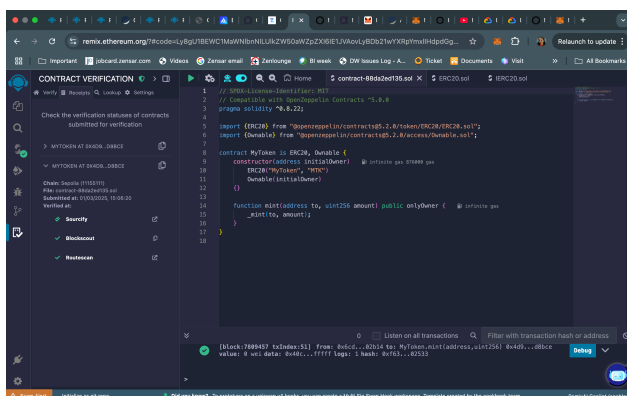 remix.ethereum.org/?#code=Ly8gU1BEWC1MaWNlbnNlLUlkZW50aWZpZXI6IE1JVAovLyBDb21wYXRpYmxlIHdpdGgg...
Relaunch to update
Important
jobcard.zensar.com
Videos
Zensar email
Zenlounge
BI week
DW Issues Log - A...
Ticket
Documents
Visit
»
All Bookmarks
CONTRACT VERIFICATION
Home
contract-88da2ed135.sol
ERC20.sol
IERC20.sol
Verify
Receipts
Lookup
Settings
Check the verification statuses of contracts
submitted for verification
MYTOKEN AT 0X4D9...D8BCE
MYTOKEN AT 0X4D9...D8BCE
Chain: Sepolia (11155111)
File: contract-88da2ed135.sol
Submitted at: 01/03/2025, 15:06:20
Verified at:
Sourcify
Blockscout
Routescan
1 // SPDX-License-Identifier: MIT
2 // Compatible with OpenZeppelin Contracts ^5.0.0
3 pragma solidity ^0.8.22;
4
5 import {ERC20} from "@openzeppelin/contracts@5.2.0/token/ERC20/ERC20.sol";
6 import {Ownable} from "@openzeppelin/contracts@5.2.0/access/Ownable.sol";
7
8 contract MyToken is ERC20, Ownable {
9 constructor(address initialOwner) infinite gas 876000 gas
10 ERC20("MyToken", "MTK")
11 Ownable(initialOwner)
12 {}
13
14 function mint(address to, uint256 amount) public onlyOwner { infinite gas
15 _mint(to, amount);
16 }
17 }
18
0
Listen on all transactions
Filter with transaction hash or address
[block:7809457 txIndex:51] from: 0x6cd...02b14 to: MyToken.mint(address,uint256) 0x4d9...d8bce
value: 0 wei data: 0x40c...fffff logs: 1 hash: 0xf63...02533
Debug
>